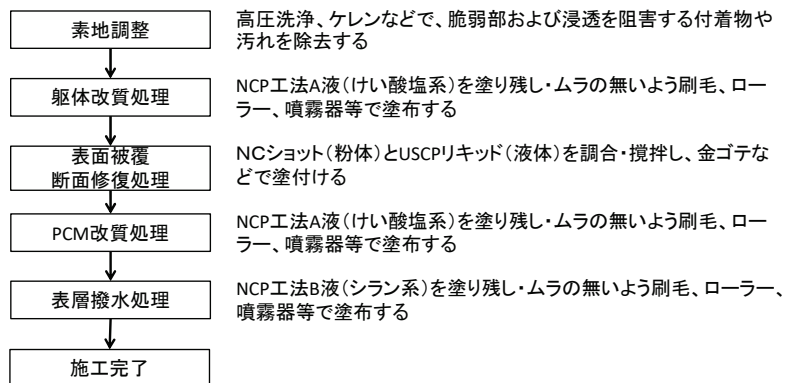 素地調整
高圧洗浄、ケレンなどで、脆弱部および浸透を阻害する付着物や
汚れを除去する
躯体改質処理
NCP工法A液(けい酸塩系)を塗り残し・ムラの無いよう刷毛、ロー
ラー、噴霧器等で塗布する
表面被覆
断面修復処理
NCショット(粉体)とUSCPリキッド(液体)を調合・撹拌し、金ゴテな
どで塗付ける
PCM改質処理
NCP工法A液(けい酸塩系)を塗り残し・ムラの無いよう刷毛、ロー
ラー、噴霧器等で塗布する
表層撥水処理
NCP工法B液(シラン系)を塗り残し・ムラの無いよう刷毛、ローラー、
噴霧器等で塗布する
施工完了